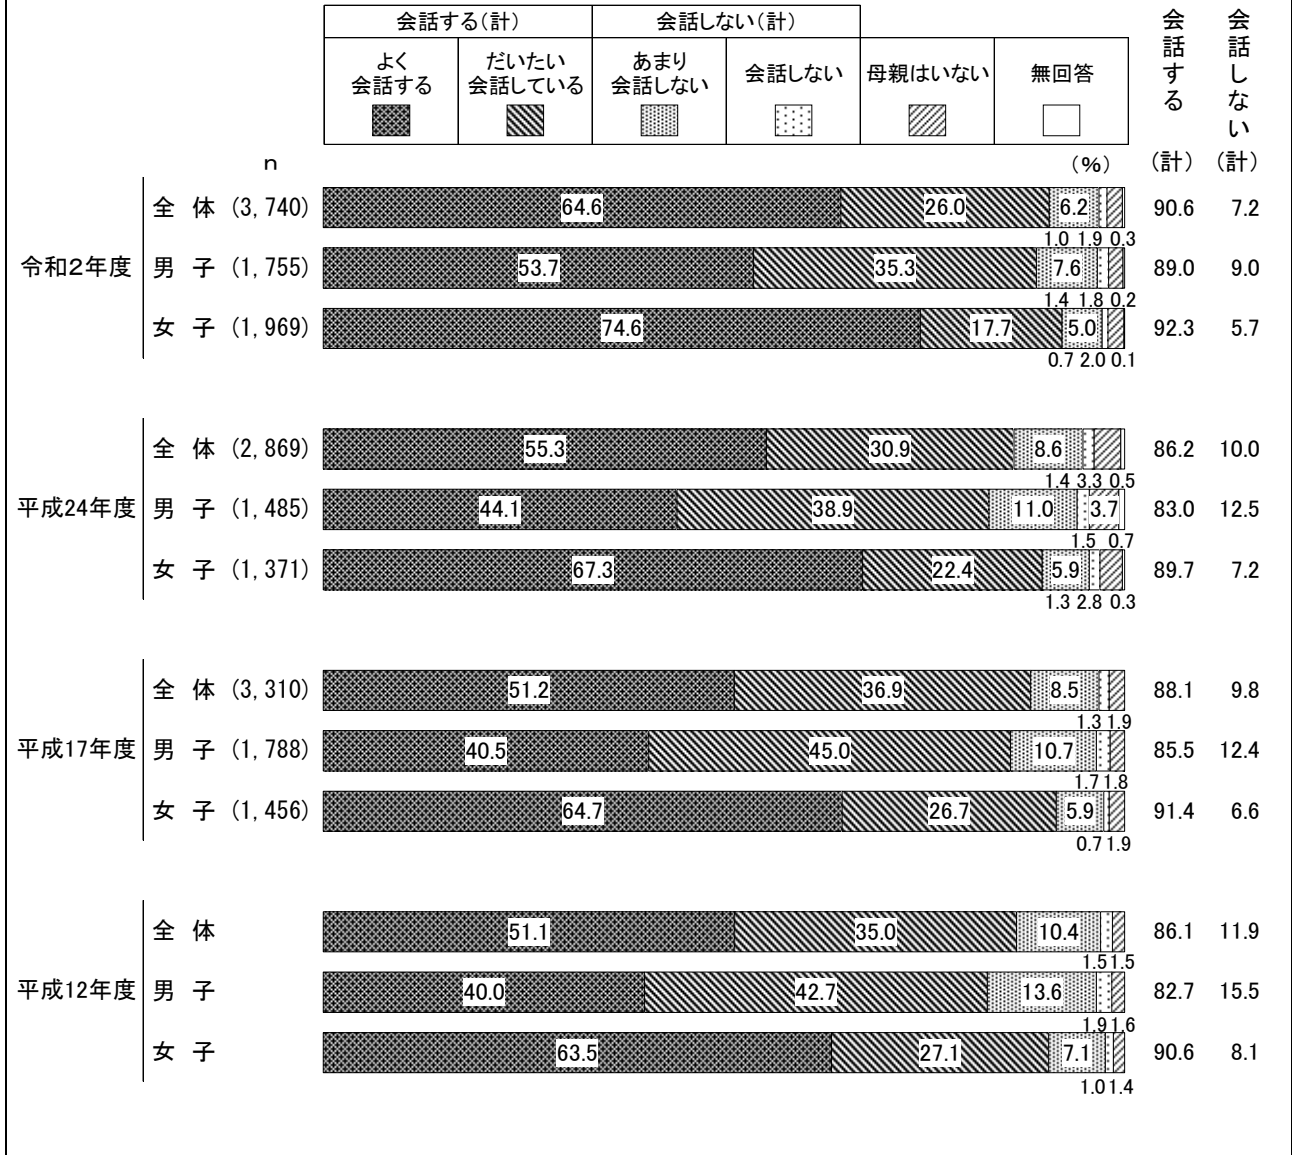 会話する(計) 会話しない(計)
よく会話する だいたい会話している あまり会話しない 会話しない 母親はいない 無回答
会話する(計) 会話しない(計)
n (%)
令和2年度
全体 (3,740) 64.6 26.0 6.2 90.6 7.2
1.0 1.9 0.3
男子 (1,755) 53.7 35.3 7.6 89.0 9.0
1.4 1.8 0.2
女子 (1,969) 74.6 17.7 5.0 92.3 5.7
0.7 2.0 0.1
平成24年度
全体 (2,869) 55.3 30.9 8.6 86.2 10.0
1.4 3.3 0.5
男子 (1,485) 44.1 38.9 11.0 3.7 83.0 12.5
1.5 0.7
女子 (1,371) 67.3 22.4 5.9 89.7 7.2
1.3 2.8 0.3
平成17年度
全体 (3,310) 51.2 36.9 8.5 88.1 9.8
1.3 1.9
男子 (1,788) 40.5 45.0 10.7 85.5 12.4
1.7 1.8
女子 (1,456) 64.7 26.7 5.9 91.4 6.6
0.7 1.9
平成12年度
全体 51.1 35.0 10.4 86.1 11.9
1.5 1.5
男子 40.0 42.7 13.6 82.7 15.5
1.9 1.6
女子 63.5 27.1 7.1 90.6 8.1
1.0 1.4